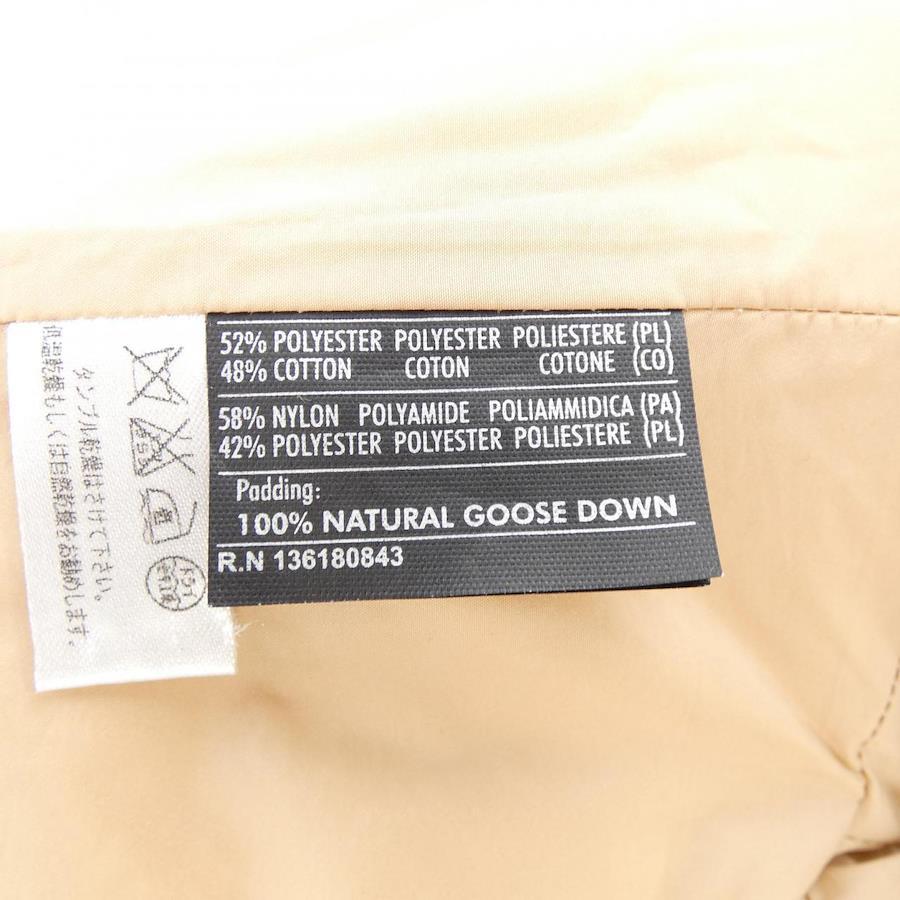 52% POLYESTER POLYESTER POLIESTERE (PL)
48% COTTON COTON COTONE (CO)
58% NYLON POLYAMIDE POLIAMMIDICA (PA)
42% POLYESTER POLYESTER POLIESTERE (PL)
Padding:
100% NATURAL GOOSE DOWN
R.N 136180843
タンブル乾燥はさけて下さい。
低温乾燥もしくは自然乾燥をお勧めします。